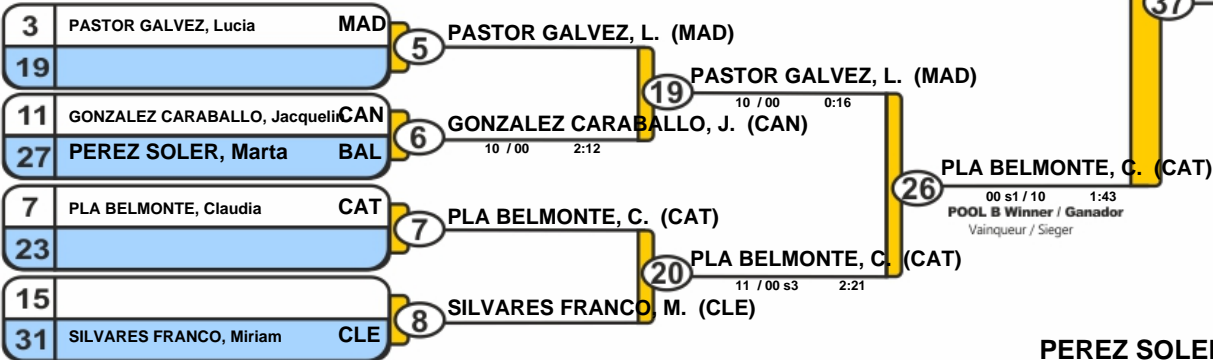 37
3 PASTOR GALVEZ, Lucia MAD
19
5 PASTOR GALVEZ, L. (MAD)
11 GONZALEZ CARABALLO, Jacquelin CAN
27 PEREZ SOLER, Marta BAL
6 GONZALEZ CARABALLO, J. (CAN)
10 / 00 2:12
19 PASTOR GALVEZ, L. (MAD)
10 / 00 0:16
7 PLA BELMONTE, Claudia CAT
23
7 PLA BELMONTE, C. (CAT)
15
31 SILVARES FRANCO, Miriam CLE
8 SILVARES FRANCO, M. (CLE)
20 PLA BELMONTE, C. (CAT)
11 / 00 s3 2:21
26 PLA BELMONTE, C. (CAT)
00 s1 / 10 1:43
POOL B Winner / Ganador
Vainqueur / Sieger
PEREZ SOLER